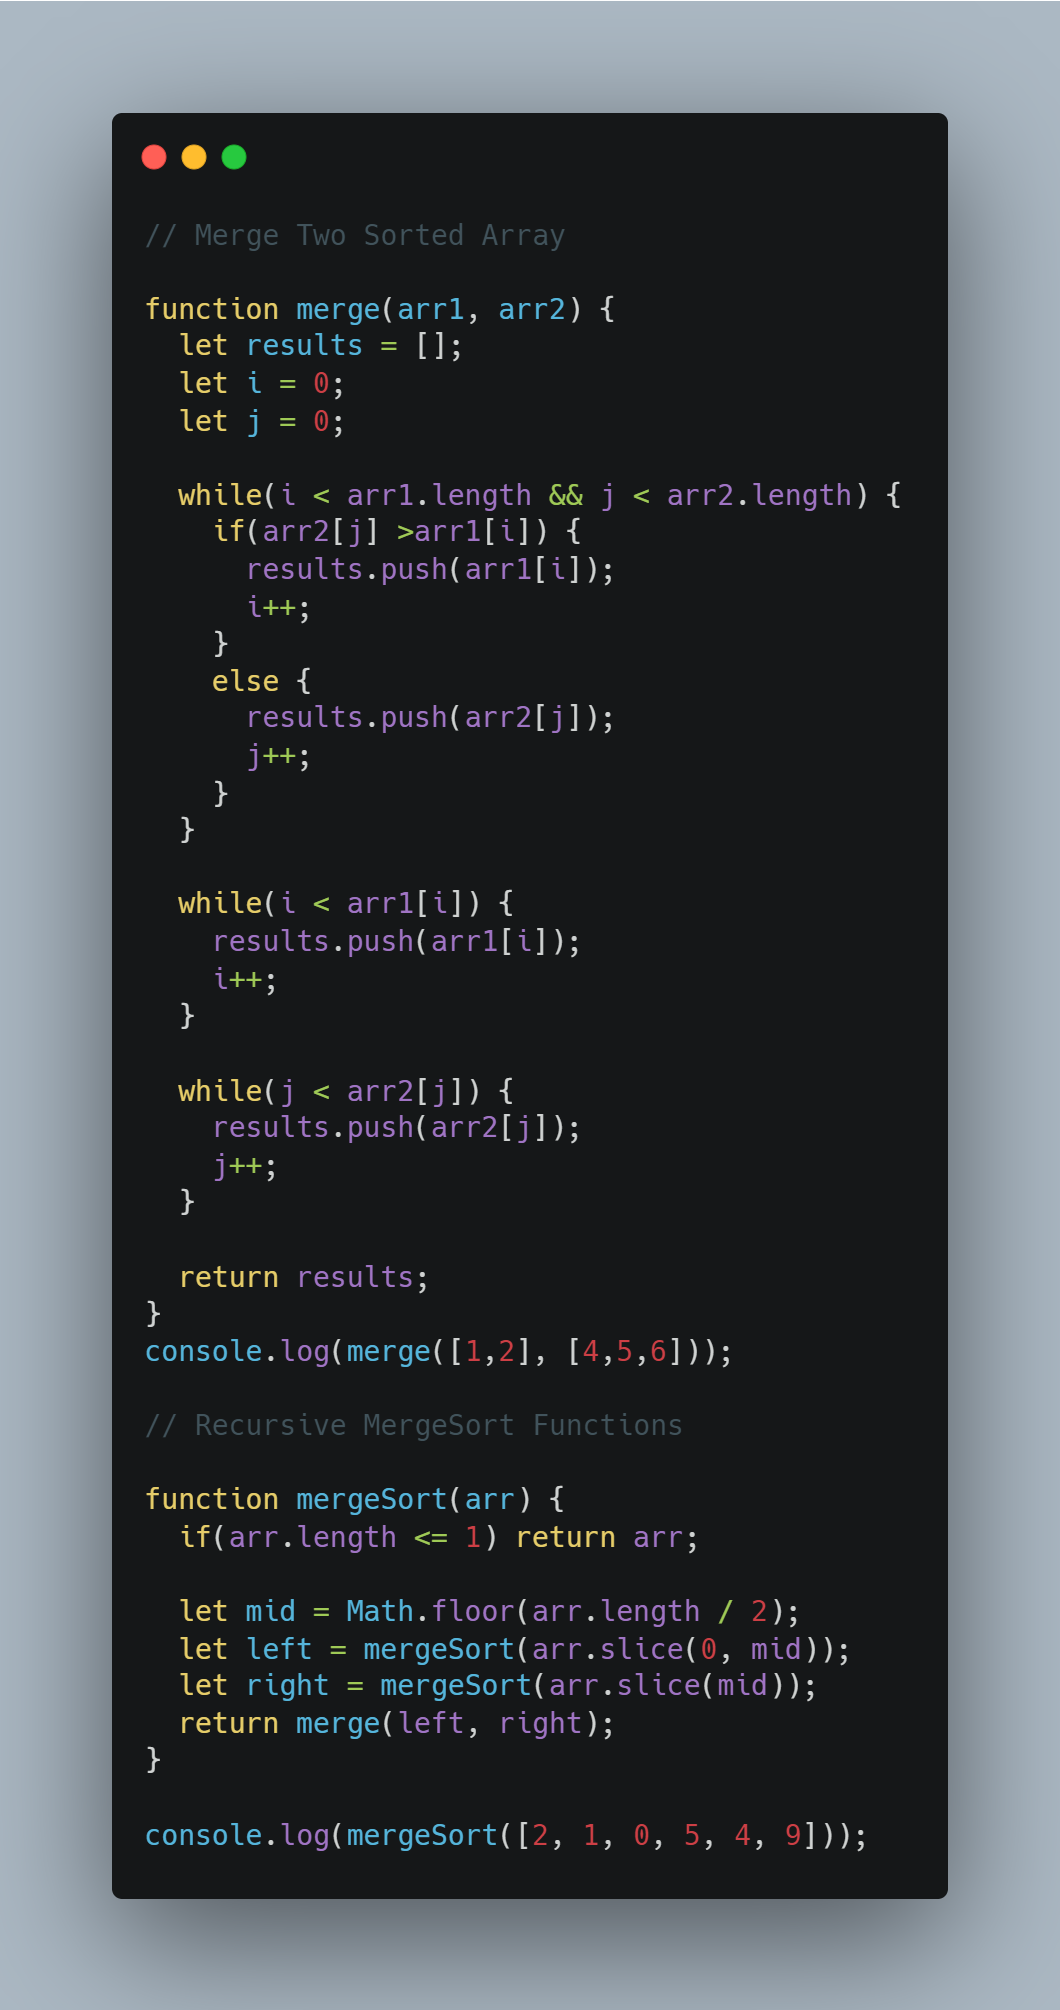 // Merge Two Sorted Array

function merge(arr1, arr2) {
  let results = [];
  let i = 0;
  let j = 0;

  while(i < arr1.length && j < arr2.length) {
    if(arr2[j] >arr1[i]) {
      results.push(arr1[i]);
      i++;
    }
    else {
      results.push(arr2[j]);
      j++;
    }
  }

  while(i < arr1[i]) {
    results.push(arr1[i]);
    i++;
  }

  while(j < arr2[j]) {
    results.push(arr2[j]);
    j++;
  }

  return results;
}
console.log(merge([1,2], [4,5,6]));

// Recursive MergeSort Functions

function mergeSort(arr) {
  if(arr.length <= 1) return arr;

  let mid = Math.floor(arr.length / 2);
  let left = mergeSort(arr.slice(0, mid));
  let right = mergeSort(arr.slice(mid));
  return merge(left, right);
}

console.log(mergeSort([2, 1, 0, 5, 4, 9]));